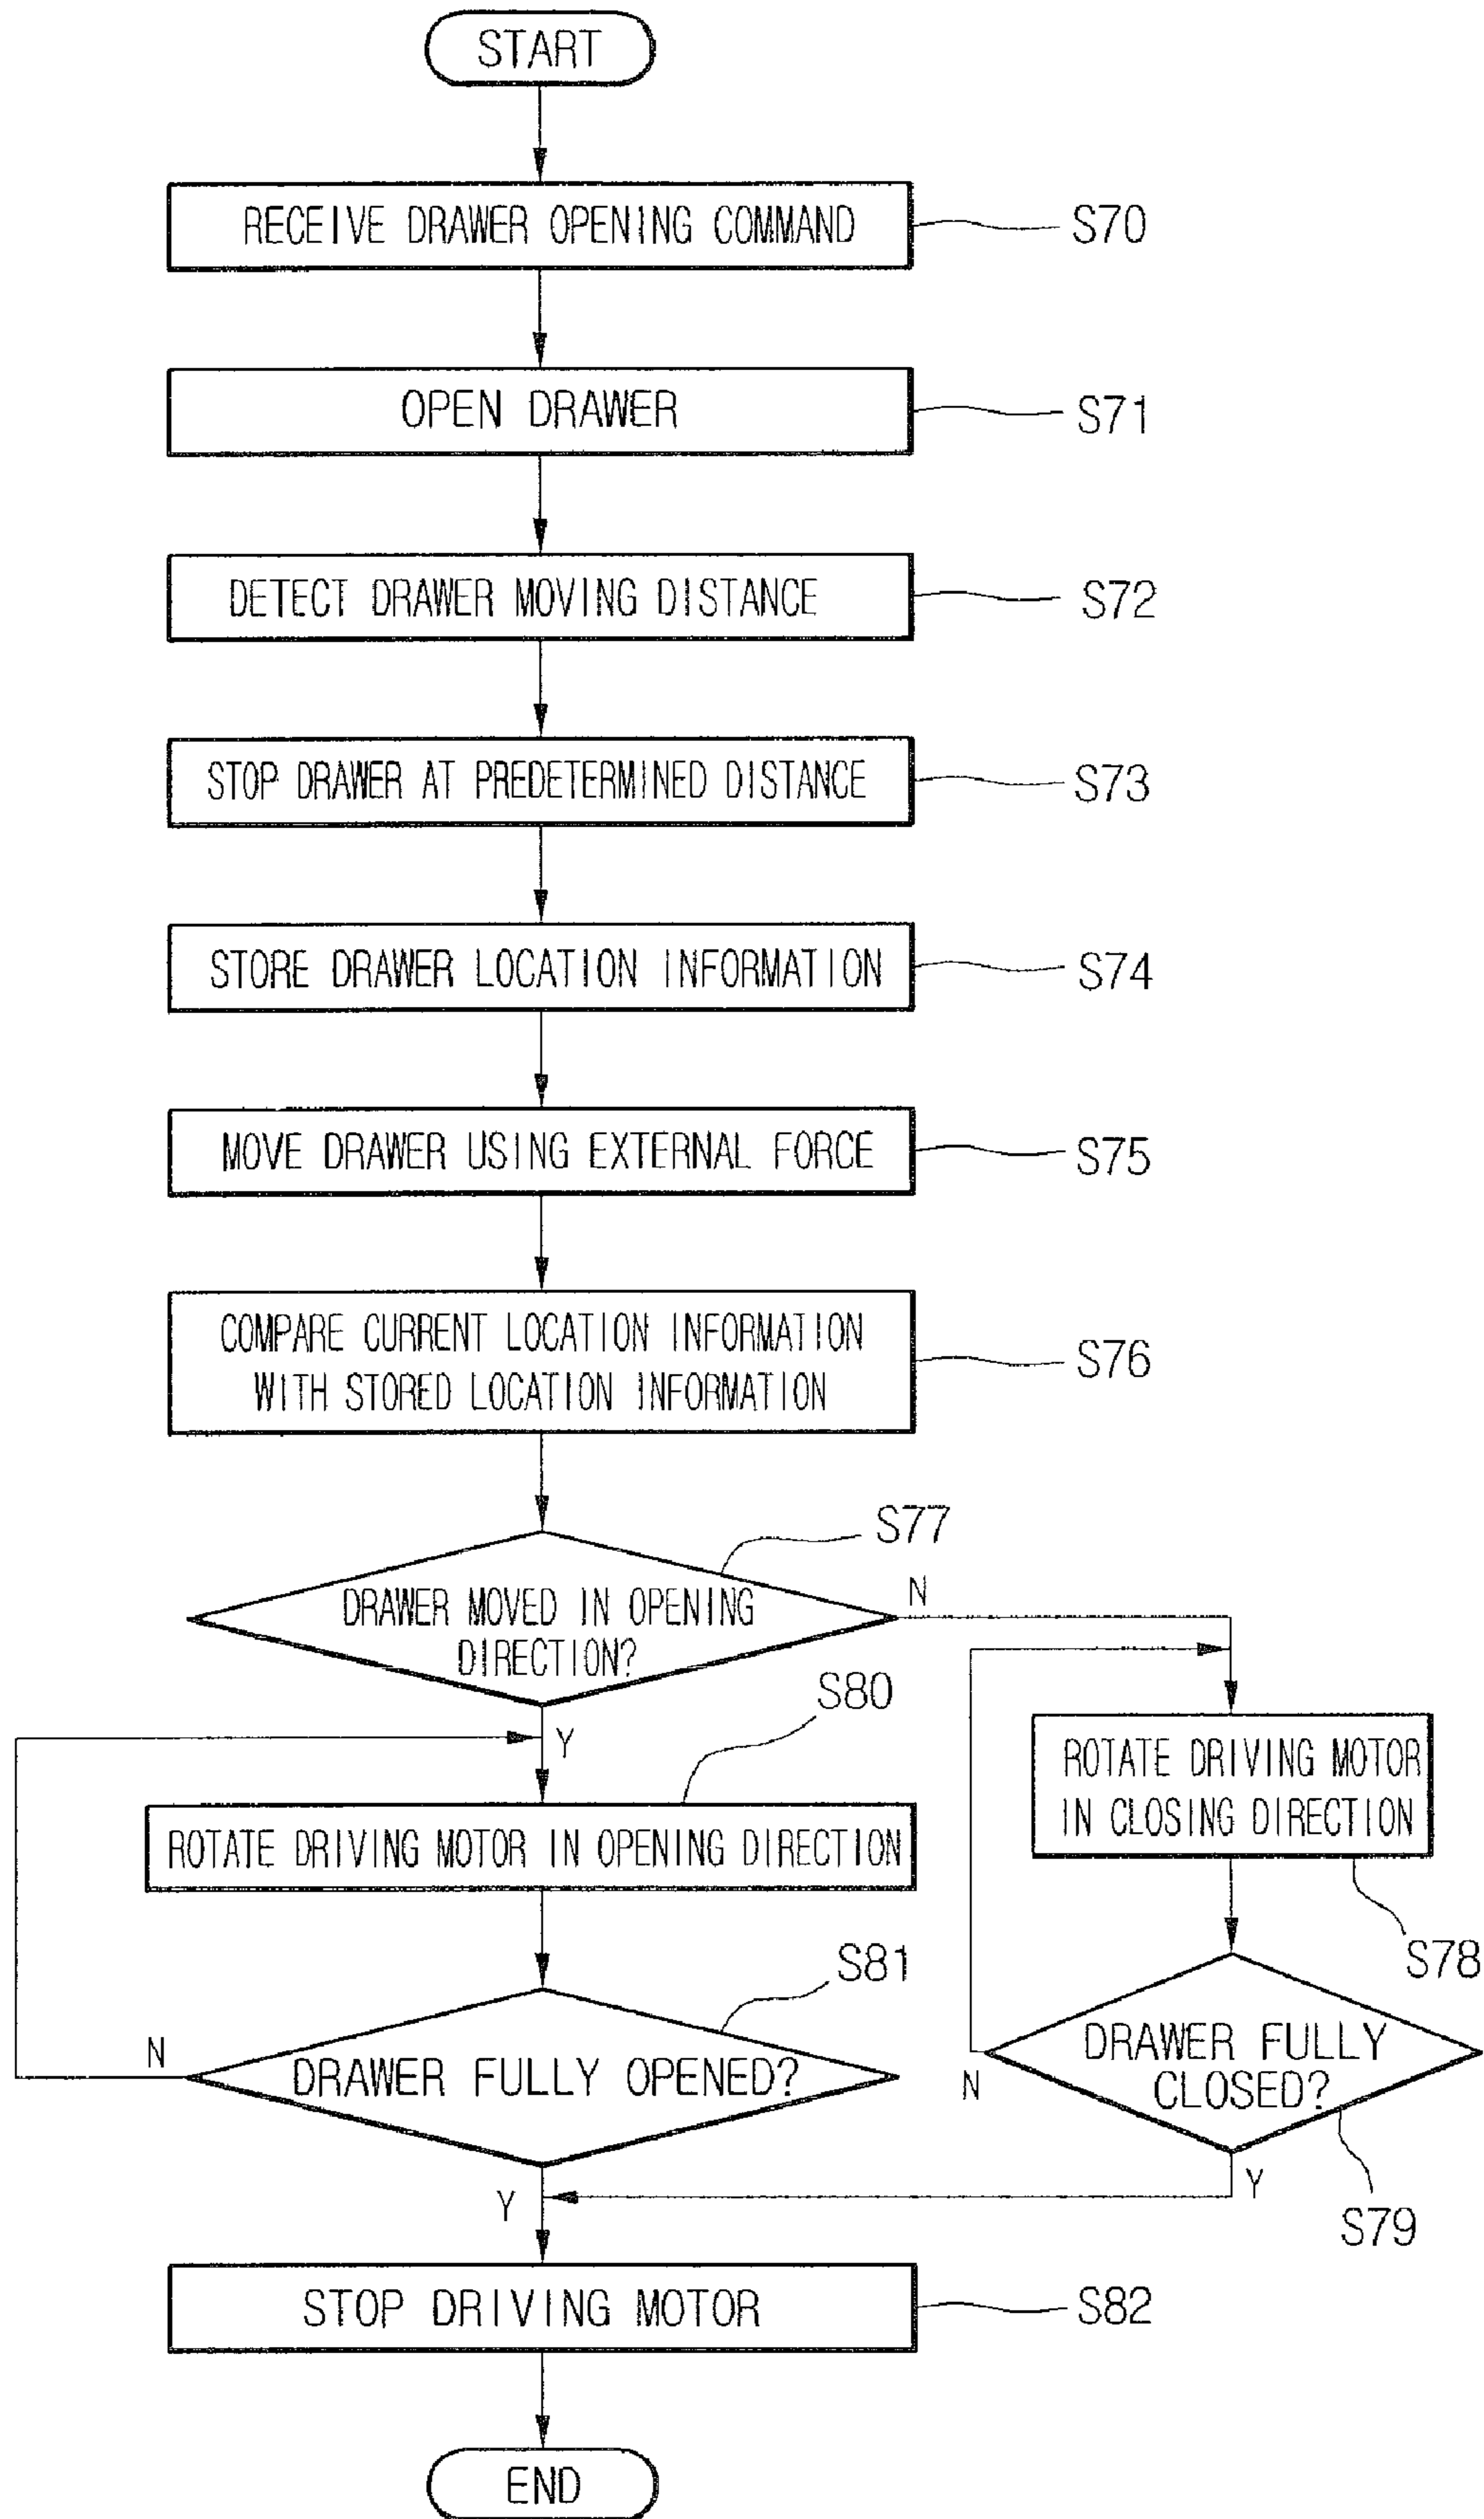 START
RECEIVE DRAWER OPENING COMMAND
S70
OPEN DRAWER
S71
DETECT DRAWER MOVING DISTANCE
S72
STOP DRAWER AT PREDETERMINED DISTANCE
S73
STORE DRAWER LOCATION INFORMATION
S74
MOVE DRAWER USING EXTERNAL FORCE
S75
COMPARE CURRENT LOCATION INFORMATION
WITH STORED LOCATION INFORMATION
S76
S77
DRAWER MOVED IN OPENING
DIRECTION?
N
Y
S80
ROTATE DRIVING MOTOR IN OPENING DIRECTION
ROTATE DRIVING MOTOR
IN CLOSING DIRECTION
S78
S81
DRAWER FULLY OPENED?
N
Y
DRAWER FULLY
CLOSED?
N
Y
S79
STOP DRIVING MOTOR
S82
END